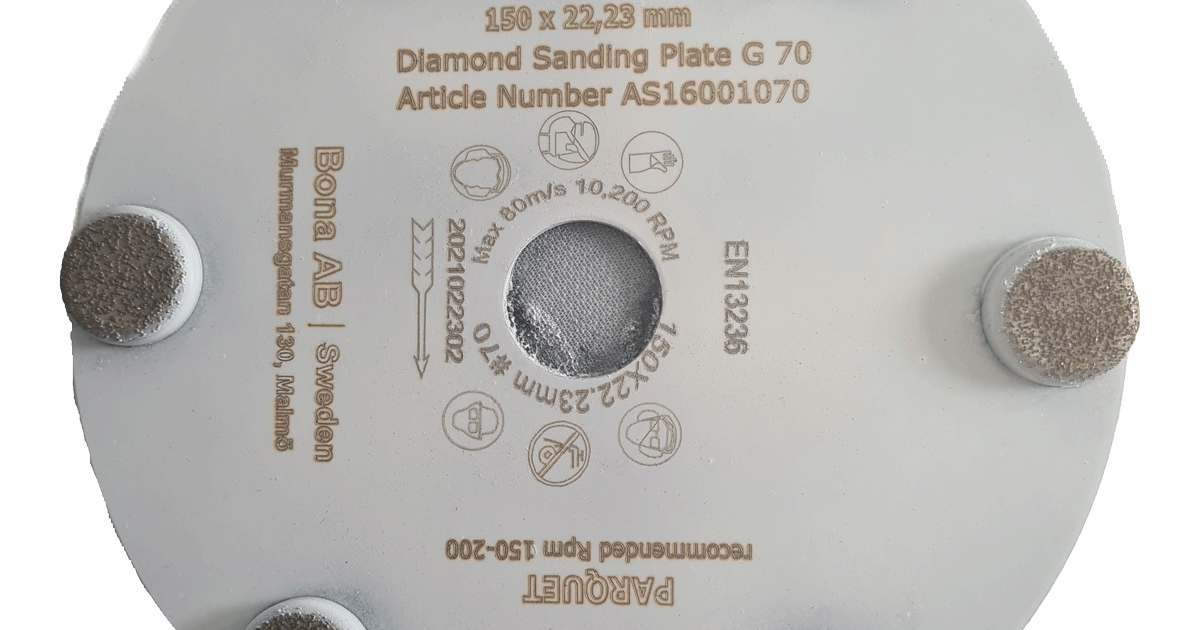 150 x 22,23 mm
Diamond Sanding Plate G 70
Article Number AS16001070
Bona AB | Sweden
Murmansgatan 130, Malmö
2021022302
Max 80m/s 10,200 RPM
150X22.23mm #70
EN13236
recommended Rpm 150-200
PARQUET